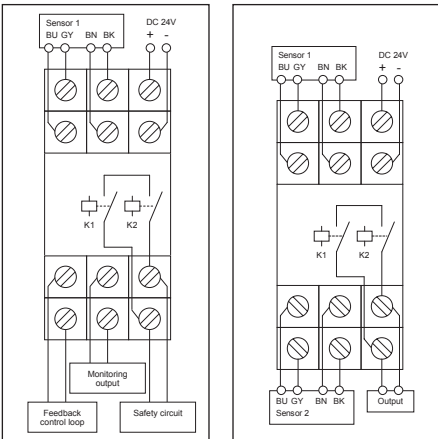 Sensor 1
DC 24V
BU GY BN BK + -
K1 K2
Monitoring
output
Feedback
control loop
Safety circuit
Sensor 1
DC 24V
BU GY BN BK + -
K1 K2
BU GY BN BK
Sensor 2
Output